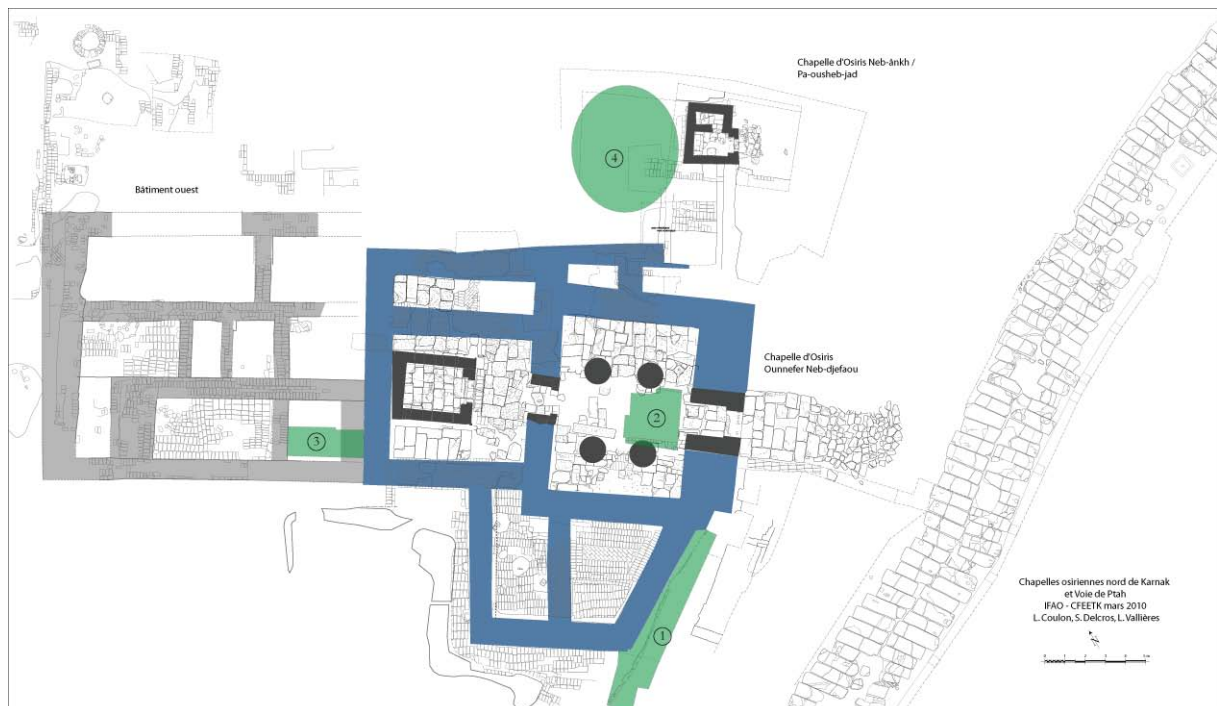 Chapelle d'Osiris Neb-ânkh /
Pa-ousheb-jad
4
Bâtiment ouest
Chapelle d'Osiris
Ounnefer Neb-djefaou
2
3
1
Chapelles osiriennes nord de Karnak
et Voie de Ptah
IFAO - CFEETK mars 2010
L. Coulon, S. Delcros, L. Vallières
N